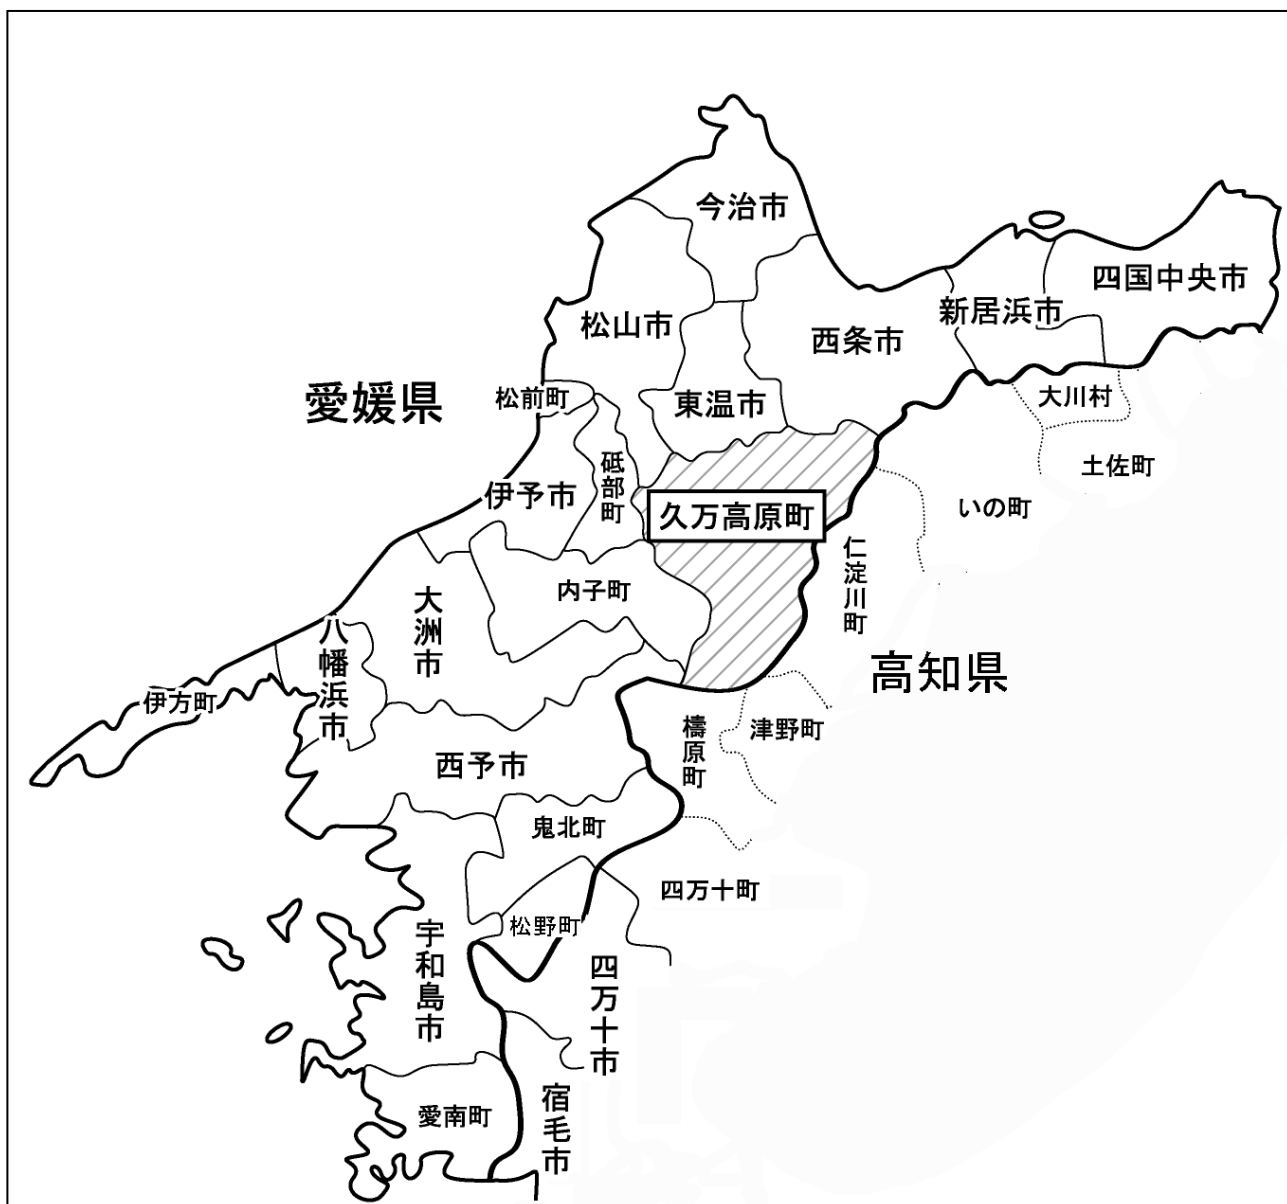 今治市
四国中央市
新居浜市
松山市
西条市
愛媛県
松前町
東温市
大川村
土佐町
砥部町
伊予市
久万高原町
いの町
仁淀川町
内子町
大洲市
八幡浜市
高知県
伊方町
檮原町
津野町
西予市
鬼北町
四万十町
松野町
宇和島市
四万十市
宿毛市
愛南町